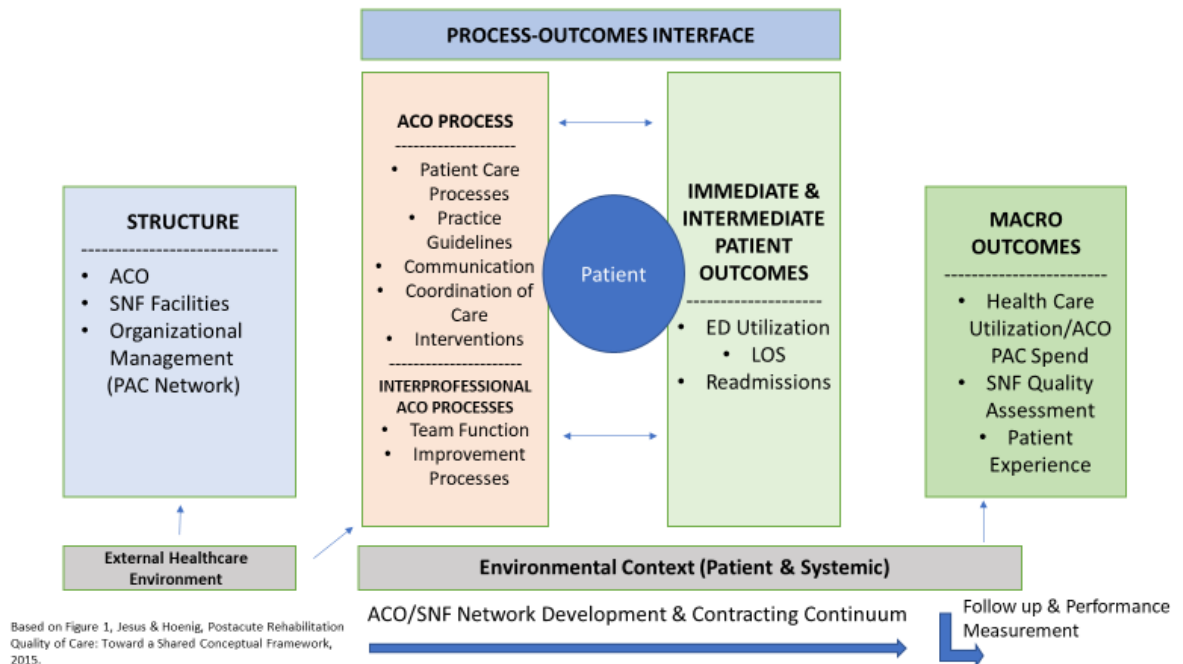 PROCESS-OUTCOMES INTERFACE
STRUCTURE
-----------------------------
• ACO
• SNF Facilities
• Organizational
Management
(PAC Network)
ACO PROCESS
--------------------
• Patient Care
Processes
• Practice
Guidelines
• Communication
• Coordination of
Care
• Interventions
----------------------
INTERPROFESSIONAL
ACO PROCESSES
• Team Function
• Improvement
Processes
Patient
IMMEDIATE &
INTERMEDIATE
PATIENT
OUTCOMES
--------------------
• ED Utilization
• LOS
• Readmissions
MACRO
OUTCOMES
------------------------
• Health Care
Utilization/ACO
PAC Spend
• SNF Quality
Assessment
• Patient
Experience
External Healthcare
Environment
Environmental Context (Patient & Systemic)
ACO/SNF Network Development & Contracting Continuum
Follow up & Performance
Measurement
Based on Figure 1, Jesus & Hoenig, Postacute Rehabilitation
Quality of Care: Toward a Shared Conceptual Framework,
2015.